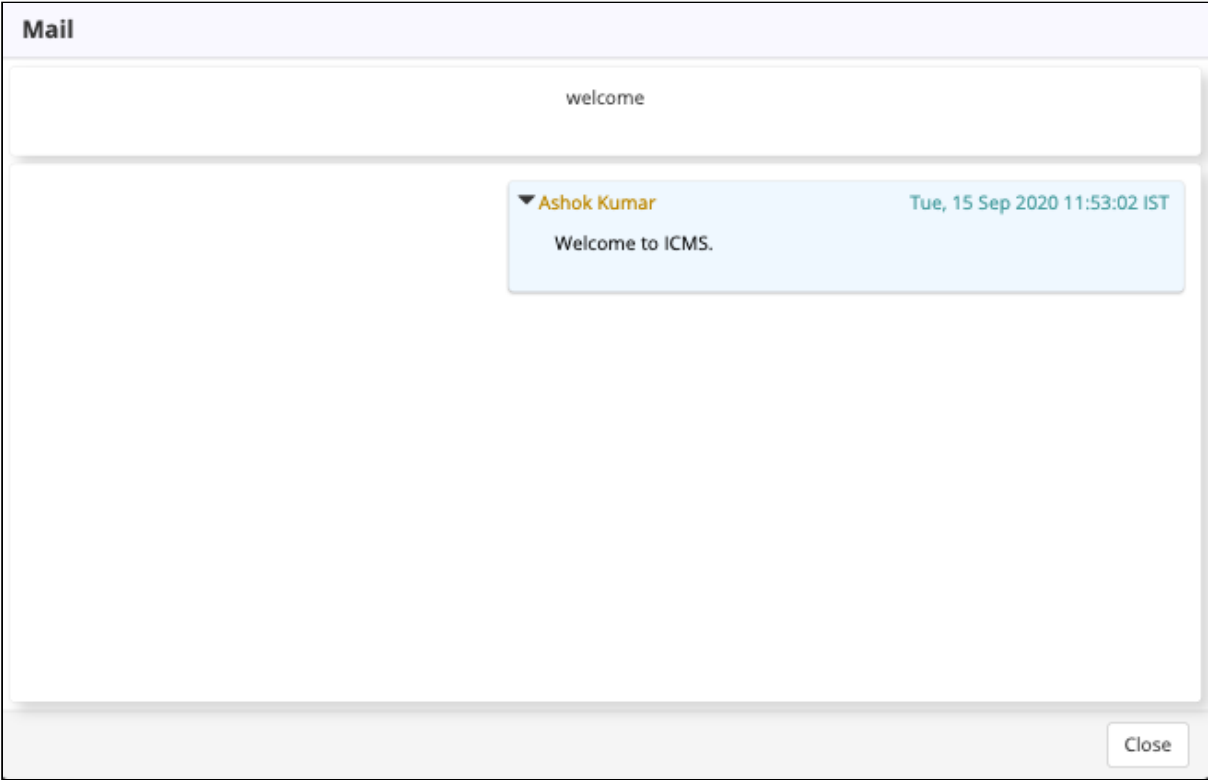 Mail
welcome
Ashok Kumar Tue, 15 Sep 2020 11:53:02 IST
Welcome to ICMS.
Close